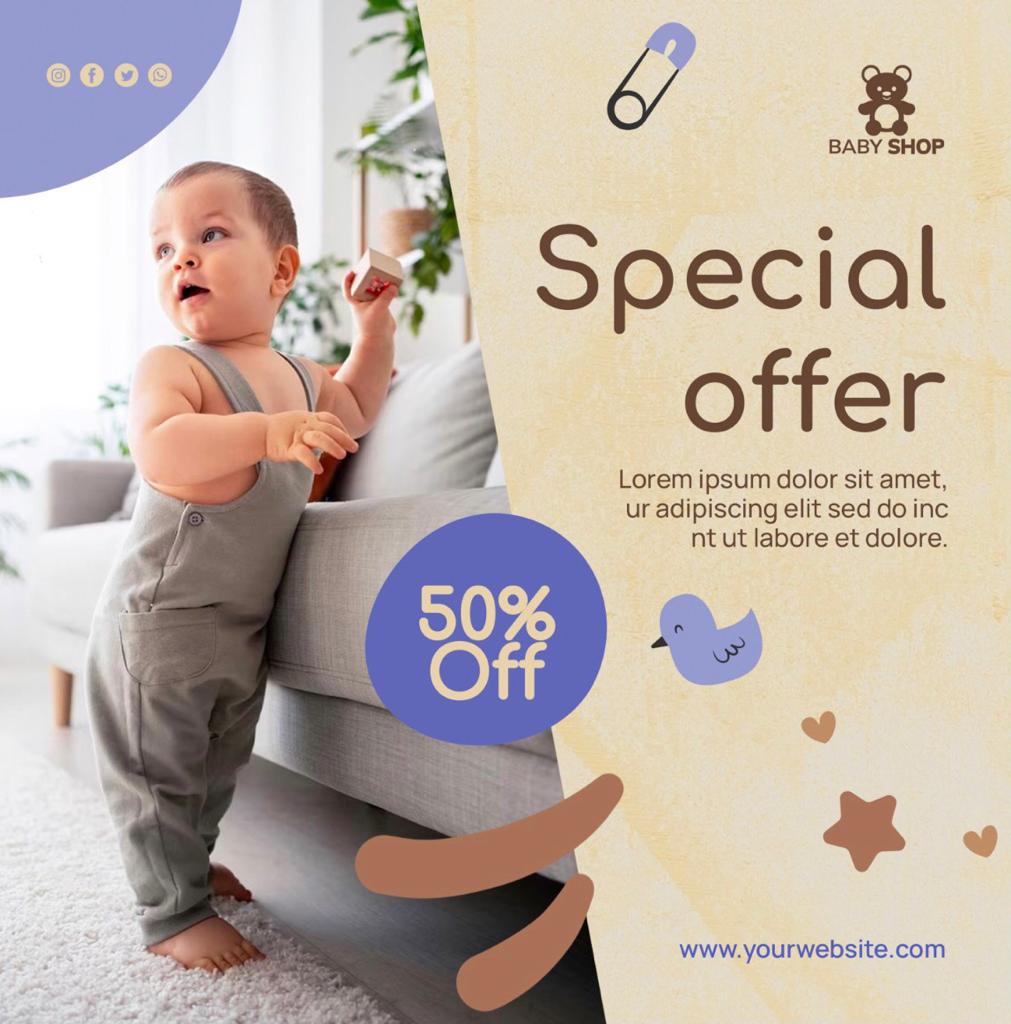 BABY SHOP
Special
offer
Lorem ipsum dolor sit amet,
ur adipiscing elit sed do inc
nt ut labore et dolore.
50%
Off
www.yourwebsite.com